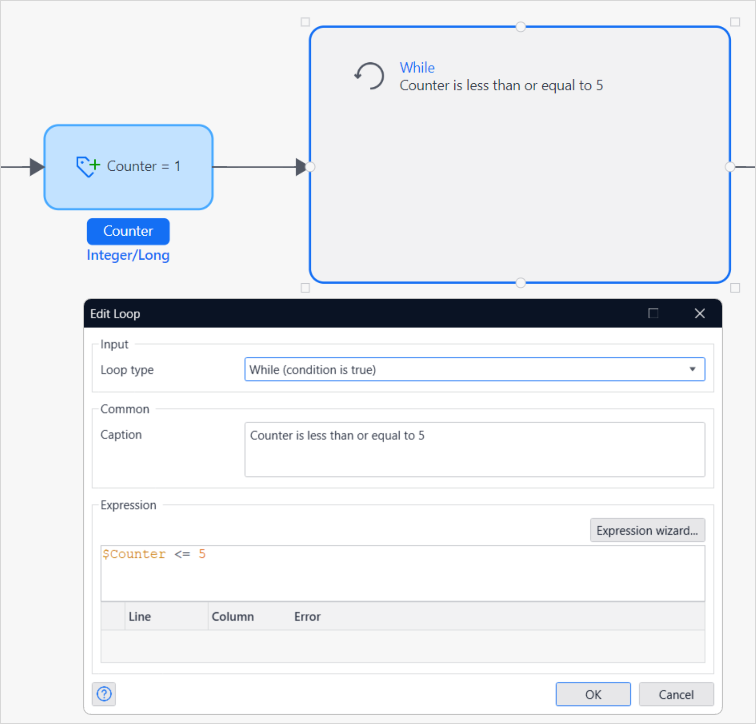 While
Counter is less than or equal to 5
Counter = 1
Counter
Integer/Long
Edit Loop
Input
Loop type
While (condition is true)
Common
Caption
Counter is less than or equal to 5
Expression
Expression wizard...
$Counter <= 5
Line Column Error
OK Cancel